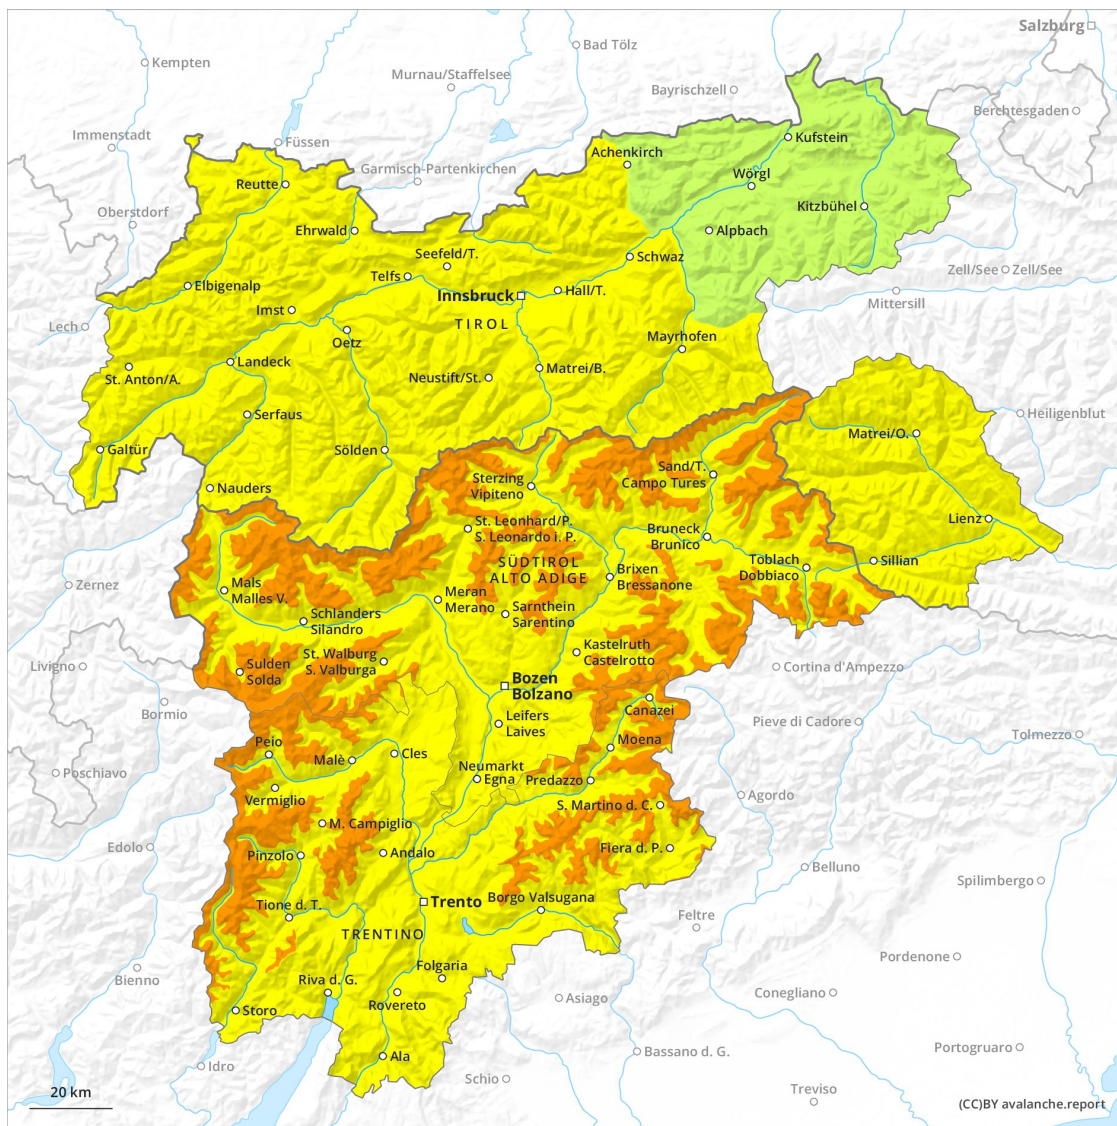 Salzburg
Bad Tölz
Kempten
Murnau/Staffelsee
Bayrischzell
Berchtesgaden
Immenstadt
Füssen
Kufstein
Achenkirch
Garmisch-Partenkirchen
Wörgl
Reutte
Kitzbühel
Oberstdorf
Ehrwald
Alpbach
Seefeld/T.
Schwaz
Telfs
Zell/See
Zell/See
Elbigenalp
Innsbruck
Hall/T.
Mittersill
Imst
Lech
TIROL
Oetz
Mayrhofen
Landeck
Matrei/B.
St. Anton/A.
Neustift/St.
Serfaus
Heiligenblut
Matrei/O.
Galtür
Sölden
Sand/T.
Campo Tures
Sterzing
Vipiteno
Nauders
Lienz
St. Leonhard/P.
S. Leonardo i. P.
Bruneck
Brunico
SÜDTIROL
ALTO ADIGE
Toblach
Dobbiaco
Sillian
Brixen
Bressanone
Zernez
Mals
Malles V.
Meran
Merano
Schlanders
Silandro
Sarnthein
Sarentino
Kastelruth
Castelrotto
St. Walburg
S. Valburga
Livigno
Sulden
Solda
Cortina d'Ampezzo
Bozen
Bolzano
Canazei
Bormio
Leifers
Laives
Pieve di Cadore
Tolmezzo
Peio
Moena
Cles
Malè
Poschiavo
Neumarkt
Egna
Predazzo
Vermiglio
Agordo
S. Martino d. C.
M. Campiglio
Edolo
Pinzolo
Andalo
Fiera d. P.
Belluno
Spilimbergo
Tione d. T.
Trento
Borgo Valsugana
Feltre
TRENTINO
Folgaria
Pordenone
Bienno
Riva d. G.
Rovereto
Asiago
Conegliano
Storo
Portogruaro
Bassano d. G.
Ala
Idro
Schio
Treviso
20 km
(CC)BY avalanche.report